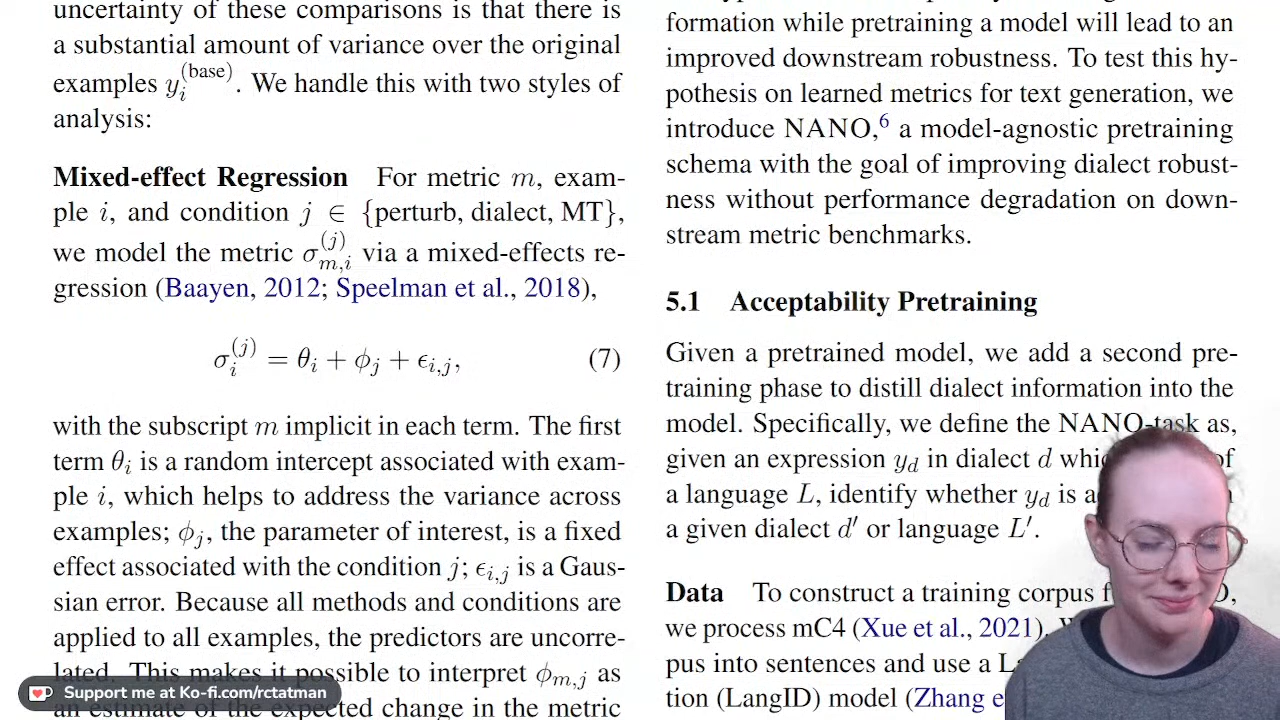 uncertainty of these comparisons is that there is
a substantial amount of variance over the original
examples y_i^(base). We handle this with two styles of
analysis:
Mixed-effect Regression For metric m, exam-
ple i, and condition j ∈ {perturb, dialect, MT},
we model the metric σ_{m,i}^(j) via a mixed-effects re-
gression (Baayen, 2012; Speelman et al., 2018),
σ_i^(j) = θ_i + ϕ_j + ϵ_{i,j}, (7)
with the subscript m implicit in each term. The first
term θ_i is a random intercept associated with exam-
ple i, which helps to address the variance across
examples; ϕ_j, the parameter of interest, is a fixed
effect associated with the condition j; ϵ_{i,j} is a Gaus-
sian error. Because all methods and conditions are
applied to all examples, the predictors are uncorre-
lated. This makes it possible to interpret ϕ_{m,j} as
an estimate of the expected change in the metric
formation while pretraining a model will lead to an
improved downstream robustness. To test this hy-
pothesis on learned metrics for text generation, we
introduce NANO,6 a model-agnostic pretraining
schema with the goal of improving dialect robust-
ness without performance degradation on down-
stream metric benchmarks.
5.1 Acceptability Pretraining
Given a pretrained model, we add a second pre-
training phase to distill dialect information into the
model. Specifically, we define the NANO-task as,
given an expression y_d in dialect d of
a language L, identify whether y_d is
a given dialect d′ or language L′.
Data To construct a training corpus
we process mC4 (Xue et al., 2021).
pus into sentences and use a
tion (LangID) model (Zhang
Support me at Ko-fi.com/rctatman